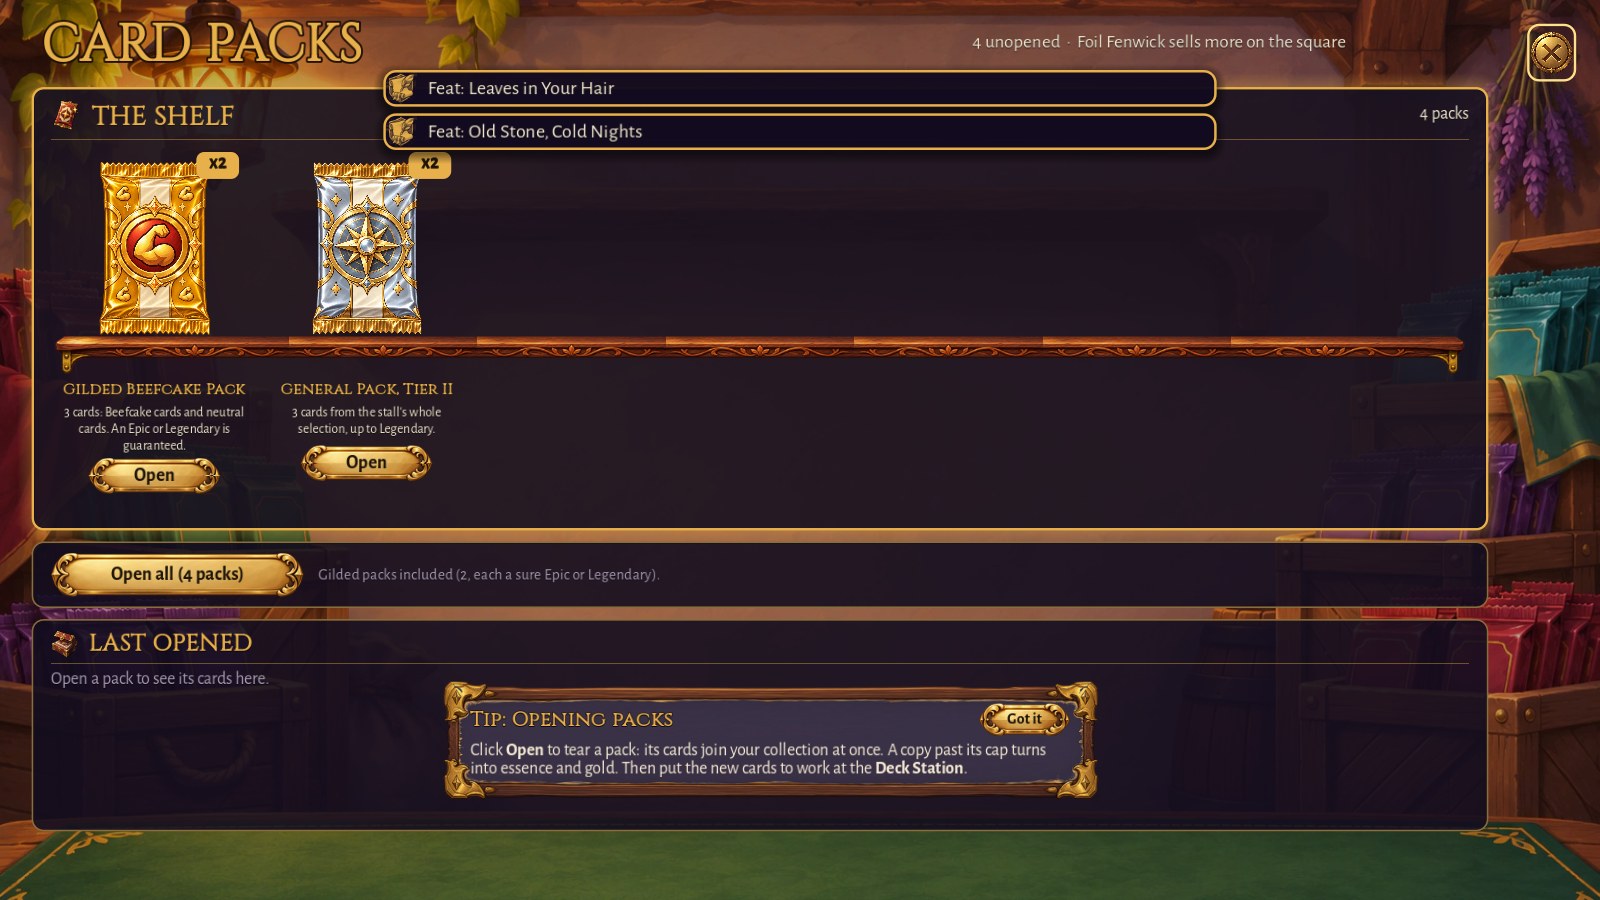 CARD PACKS
4 unopened · Foil Fenwick sells more on the square
Feat: Leaves in Your Hair
THE SHELF
4 packs
Feat: Old Stone, Cold Nights
x2
x2
GILDED BEEFCAKE PACK
3 cards: Beefcake cards and neutral
cards. An Epic or Legendary is
guaranteed.
Open
GENERAL PACK, TIER II
3 cards from the stall's whole
selection, up to Legendary.
Open
Open all (4 packs)
Gilded packs included (2, each a sure Epic or Legendary).
LAST OPENED
Open a pack to see its cards here.
TIP: OPENING PACKS
Got it
Click Open to tear a pack: its cards join your collection at once. A copy past its cap turns
into essence and gold. Then put the new cards to work at the Deck Station.